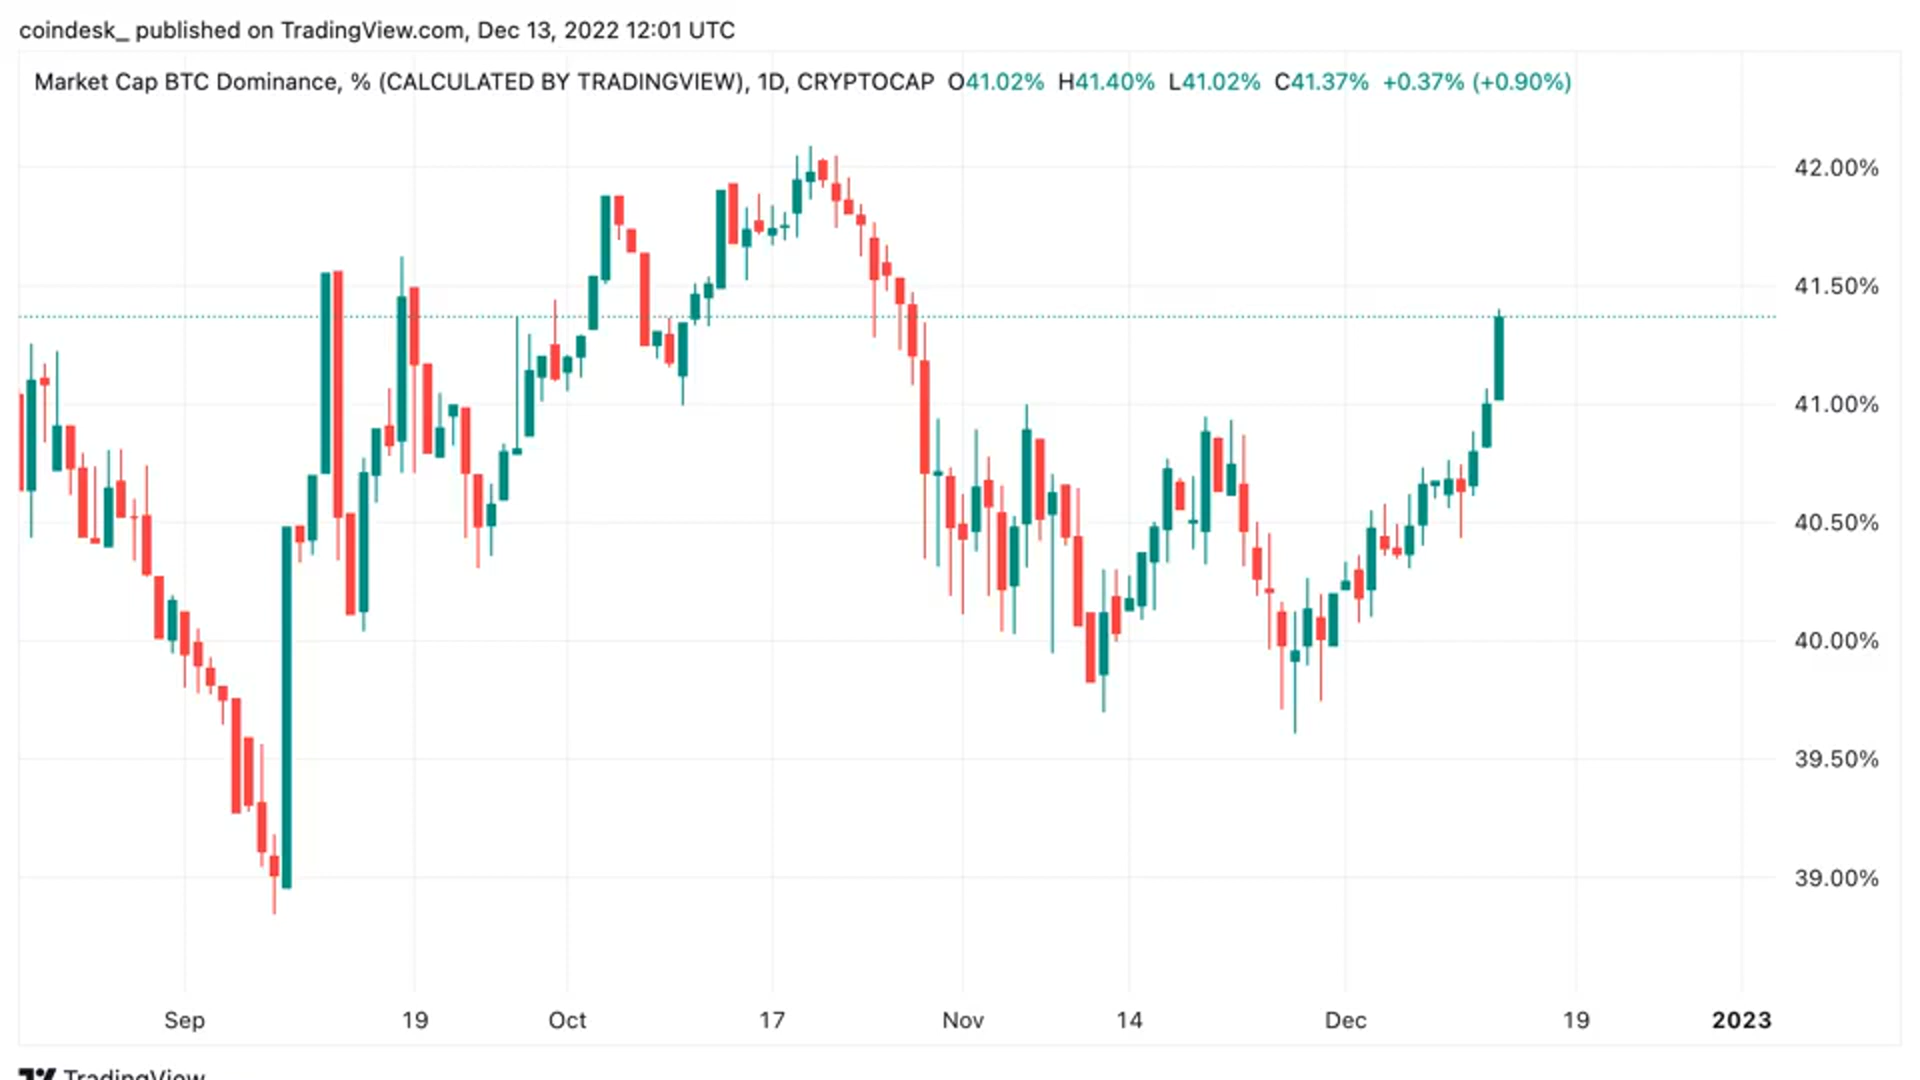 coindesk_ published on TradingView.com, Dec 13, 2022 12:01 UTC
Market Cap BTC Dominance, % (CALCULATED BY TRADINGVIEW), 1D, CRYPTOCAP O41.02% H41.40% L41.02% C41.37% +0.37% (+0.90%)
42.00%
41.50%
41.00%
40.50%
40.00%
39.50%
39.00%
Sep 19 Oct 17 Nov 14 Dec 19 2023
TradingView